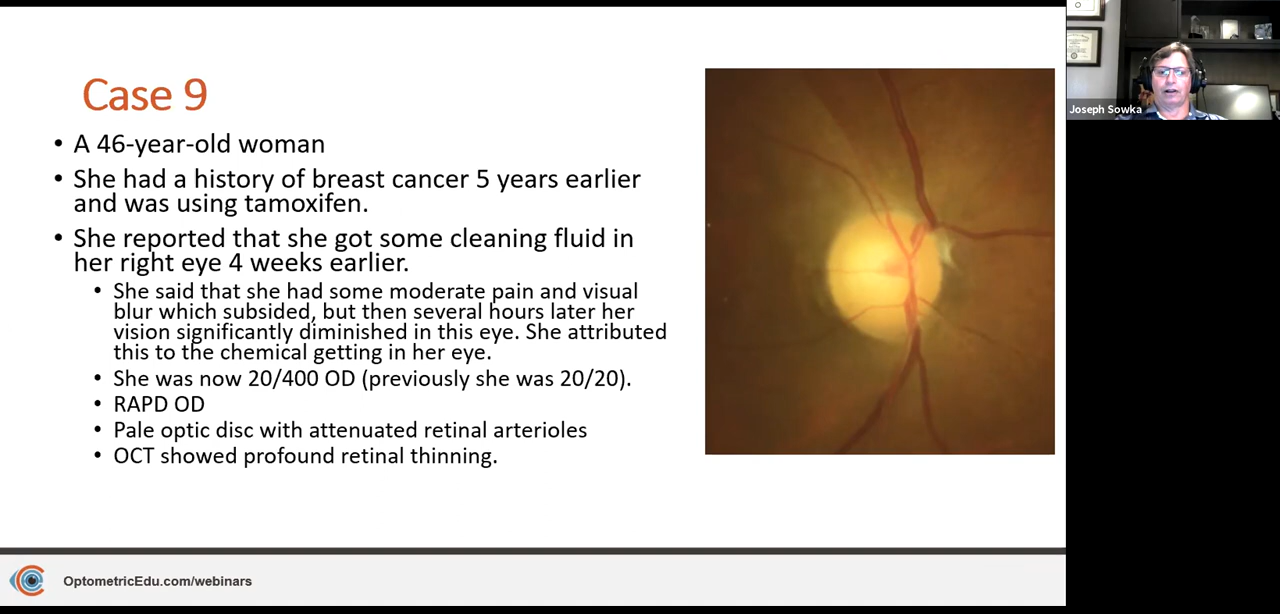 Case 9
• A 46-year-old woman
• She had a history of breast cancer 5 years earlier
and was using tamoxifen.
• She reported that she got some cleaning fluid in
her right eye 4 weeks earlier.
• She said that she had some moderate pain and visual
blur which subsided, but then several hours later her
vision significantly diminished in this eye. She attributed
this to the chemical getting in her eye.
• She was now 20/400 OD (previously she was 20/20).
• RAPD OD
• Pale optic disc with attenuated retinal arterioles
• OCT showed profound retinal thinning.
OptometricEdu.com/webinars
Joseph Sowka